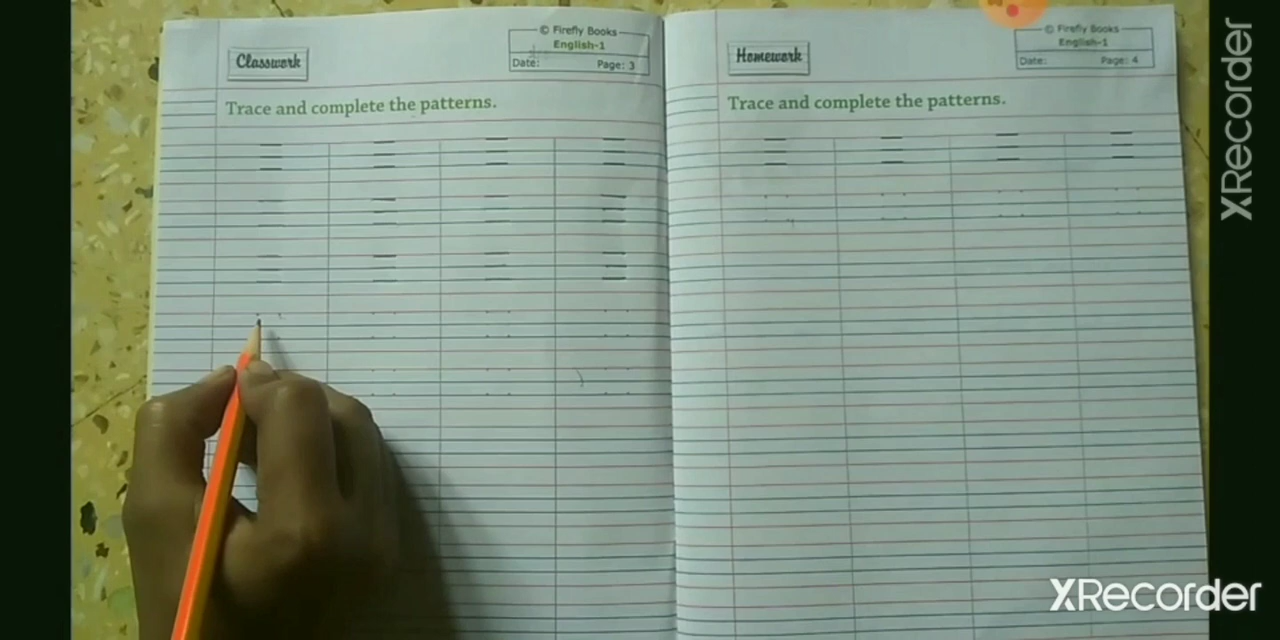 Classwork
© Firefly Books
English-1
Date:
Page: 3
Trace and complete the patterns.
Homework
© Firefly Books
English-1
Date:
Page: 4
Trace and complete the patterns.
XRecorder
XRecorder